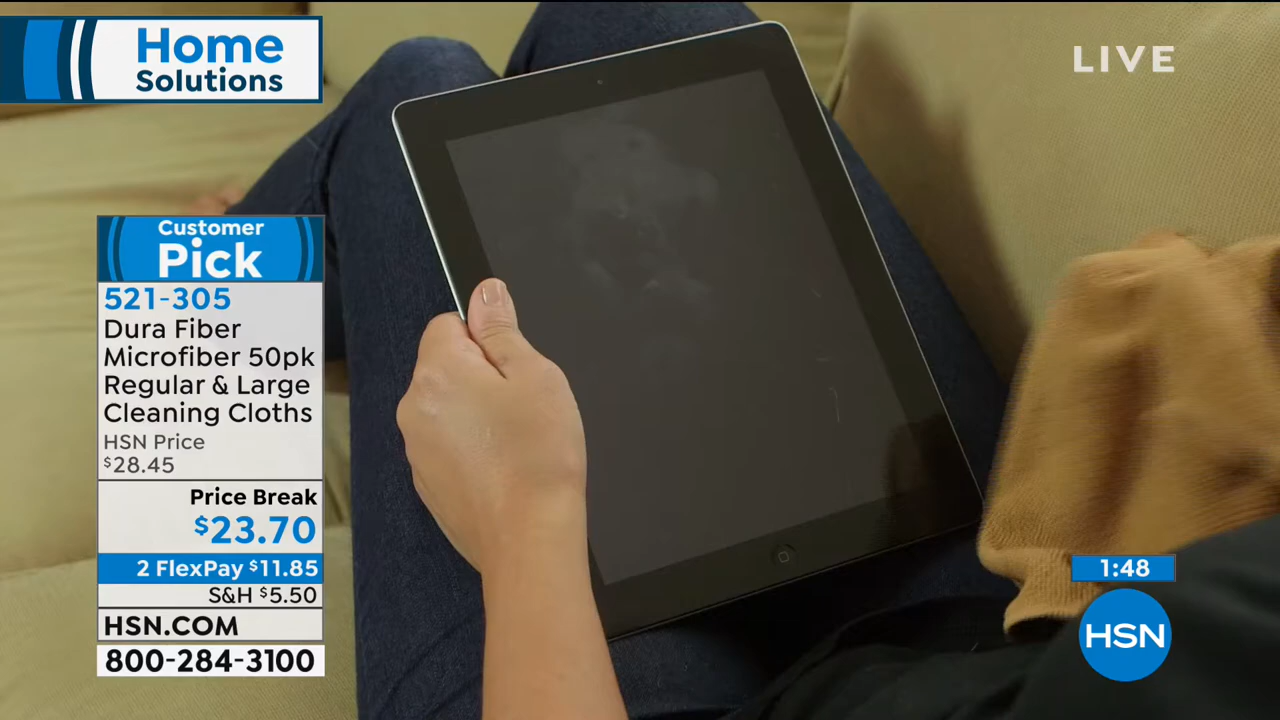 Home
Solutions
LIVE
Customer
Pick
521-305
Dura Fiber
Microfiber 50pk
Regular & Large
Cleaning Cloths
HSN Price
$28.45
Price Break
$23.70
2 FlexPay $11.85
S&H $5.50
HSN.COM
800-284-3100
1:48
HSN